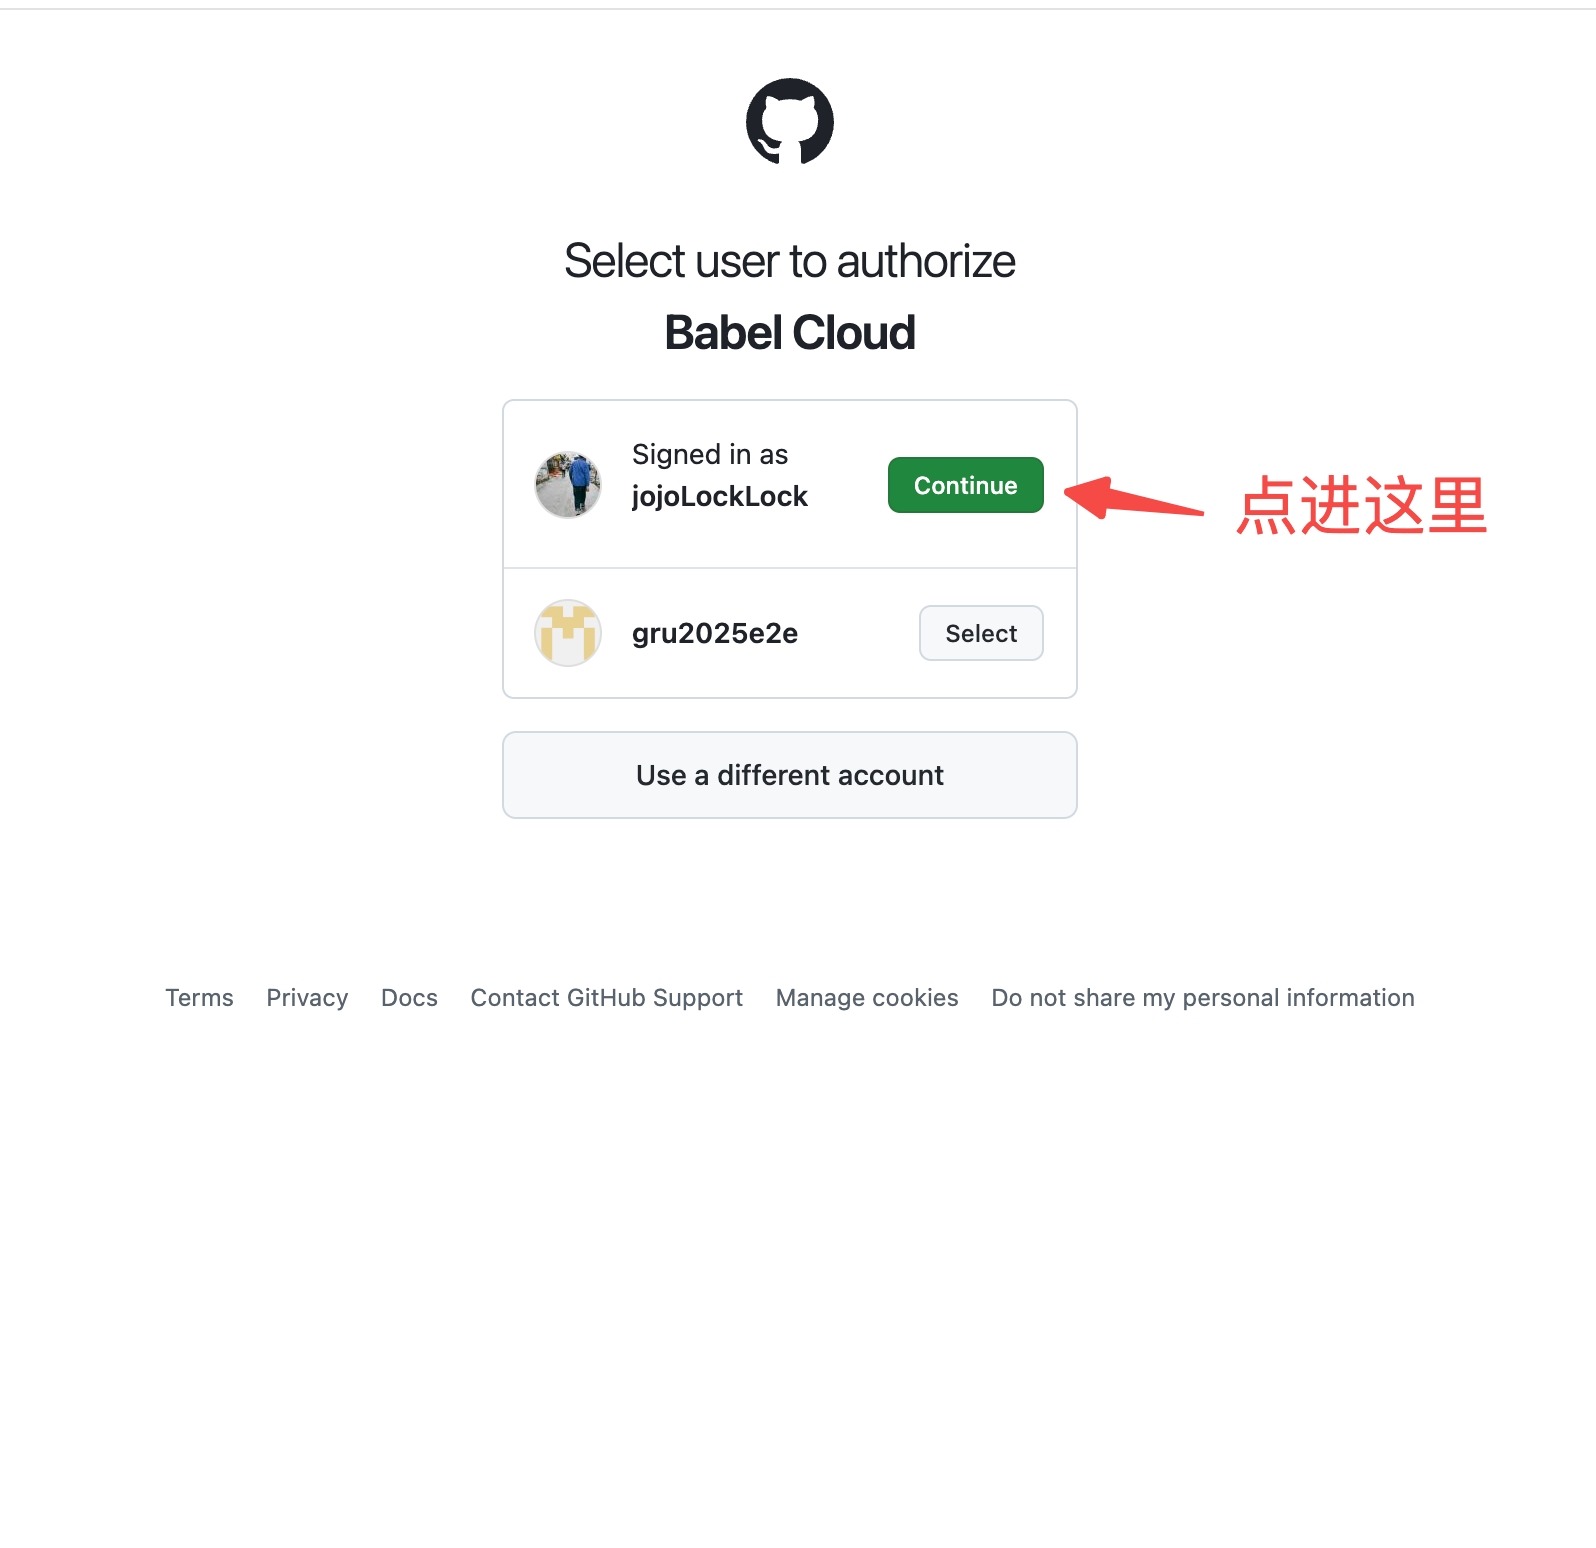 Select user to authorize
Babel Cloud
Signed in as
jojoLockLock
Continue
点进这里
gru2025e2e
Select
Use a different account
Terms Privacy Docs Contact GitHub Support Manage cookies Do not share my personal information